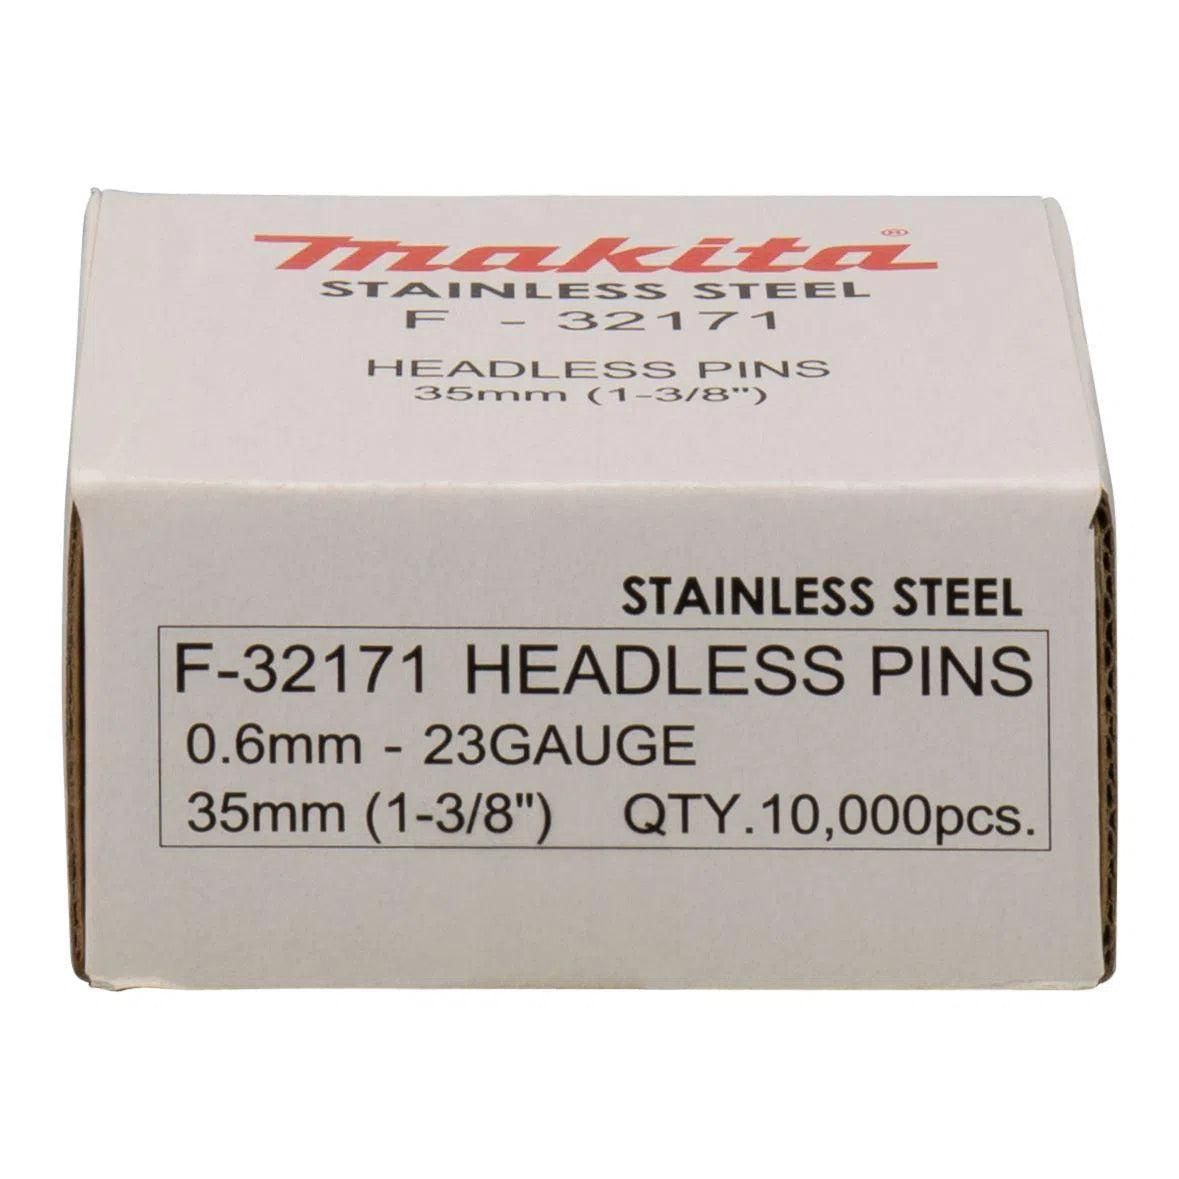 makita®
STAINLESS STEEL
F - 32171
HEADLESS PINS
35mm (1-3/8")
STAINLESS STEEL
F-32171 HEADLESS PINS
0.6mm - 23GAUGE
35mm (1-3/8") QTY.10,000pcs.